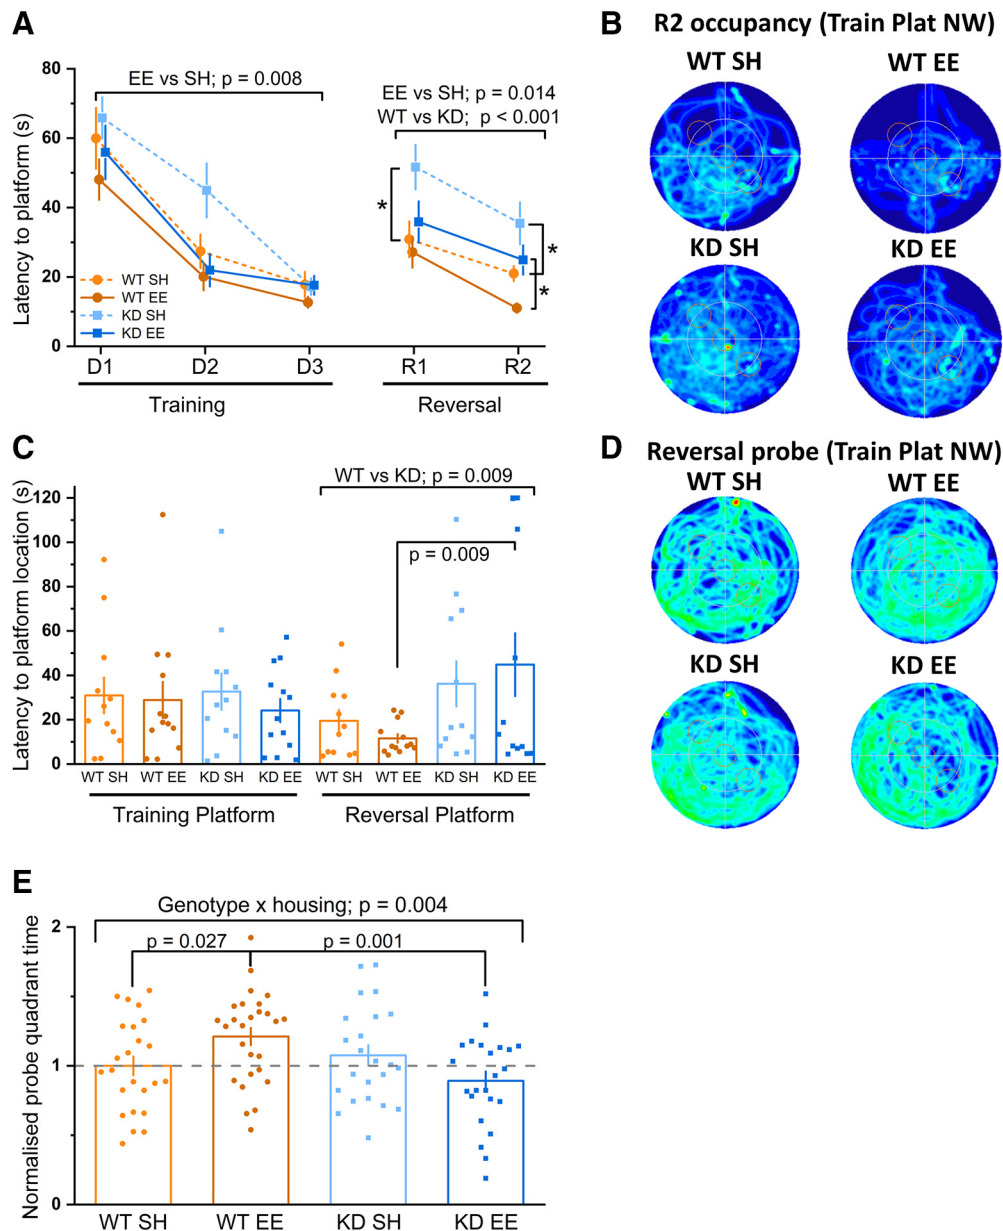 A
EE vs SH; p = 0.008
EE vs SH; p = 0.014
WT vs KD; p < 0.001
Latency to platform (s)
80
60
40
20
0
*
*
*
WT SH
WT EE
KD SH
KD EE
D1 D2 D3 R1 R2
Training Reversal
B
R2 occupancy (Train Plat NW)
WT SH WT EE
KD SH KD EE
C
WT vs KD; p = 0.009
p = 0.009
Latency to platform location (s)
120
100
80
60
40
20
0
WT SH WT EE KD SH KD EE WT SH WT EE KD SH KD EE
Training Platform Reversal Platform
D
Reversal probe (Train Plat NW)
WT SH WT EE
KD SH KD EE
E
Genotype x housing; p = 0.004
p = 0.027 p = 0.001
Normalised probe quadrant time
2
1
0
WT SH WT EE KD SH KD EE